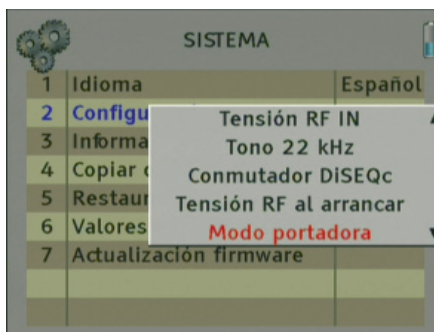 SISTEMA
1 Idioma Español
2 Configu
3 Informa
4 Copiar
5 Restaur
6 Valores
7 Actualización firmware
Tensión RF IN
Tono 22 kHz
Conmutador DiSEQc
Tensión RF al arrancar
Modo portadora